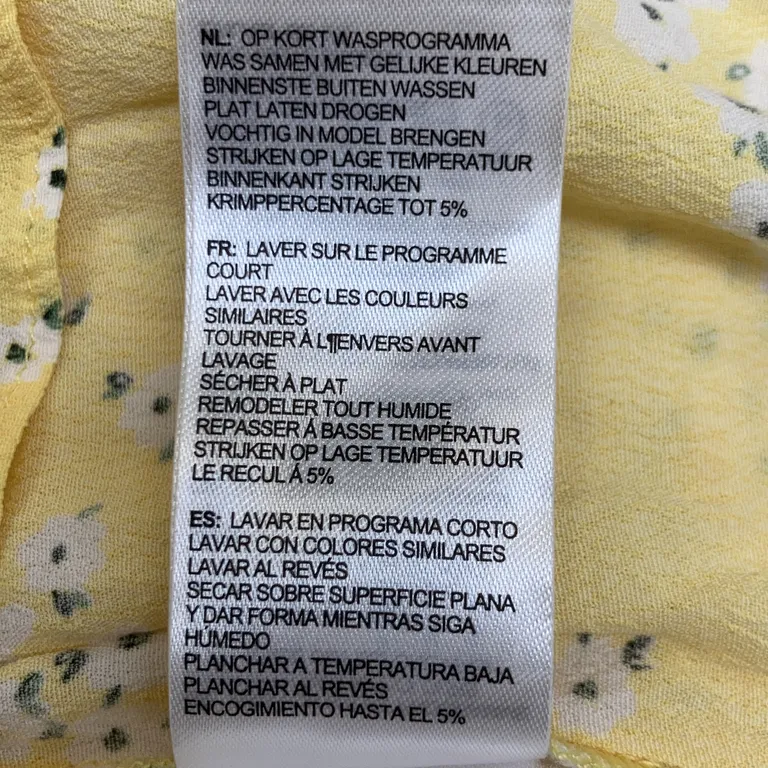 NL: OP KORT WASPROGRAMMA
WAS SAMEN MET GELIJKE KLEUREN
BINNENSTE BUITEN WASSEN
PLAT LATEN DROGEN
VOCHTIG IN MODEL BRENGEN
STRIJKEN OP LAGE TEMPERATUUR
BINNENKANT STRIJKEN
KRIMPPERCENTAGE TOT 5%
FR: LAVER SUR LE PROGRAMME
COURT
LAVER AVEC LES COULEURS
SIMILAIRES
TOURNER À L¶ENVERS AVANT
LAVAGE
SÉCHER À PLAT
REMODELER TOUT HUMIDE
REPASSER Á BASSE TEMPÉRATUR
STRIJKEN OP LAGE TEMPERATUUR
LE RECUL Á 5%
ES: LAVAR EN PROGRAMA CORTO
LAVAR CON COLORES SIMILARES
LAVAR AL REVÉS
SECAR SOBRE SUPERFICIE PLANA
Y DAR FORMA MIENTRAS SIGA
HÚMEDO
PLANCHAR A TEMPERATURA BAJA
PLANCHAR AL REVÉS
ENCOGIMIENTO HASTA EL 5%